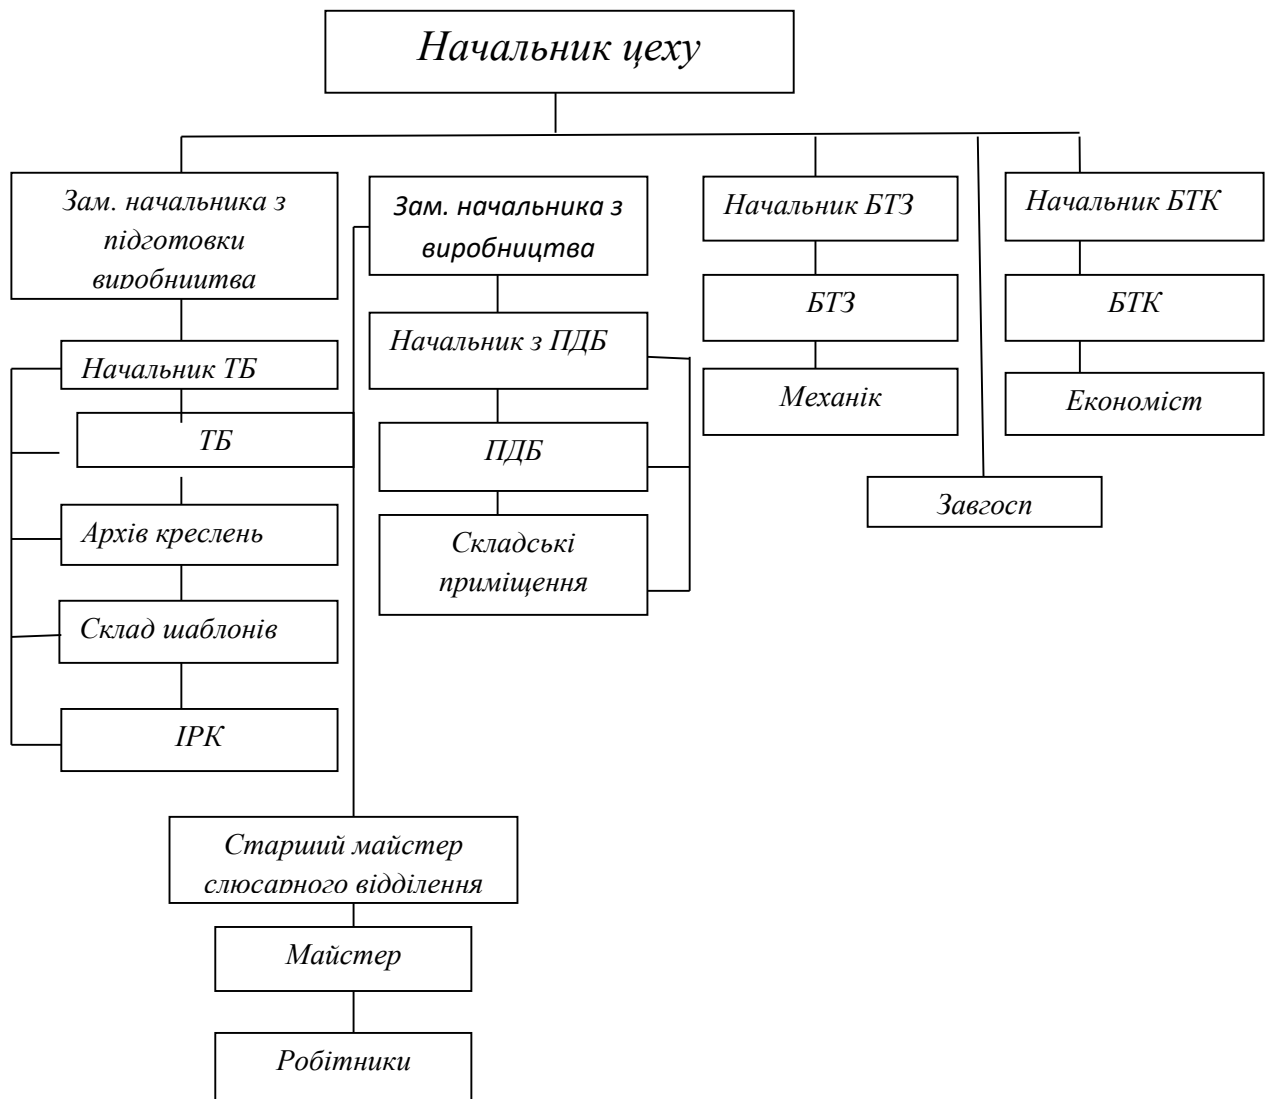 Начальник цеху
Зам. начальника з
підготовки
виробництва
Зам. начальника з
виробництва
Начальник БТЗ
Начальник БТК
БТЗ
БТК
Начальник з ПДБ
Начальник ТБ
Механік
Економіст
ТБ
ПДБ
Завгосп
Архів креслень
Складські
приміщення
Склад шаблонів
ІРК
Старший майстер
слюсарного відділення
Майстер
Робітники